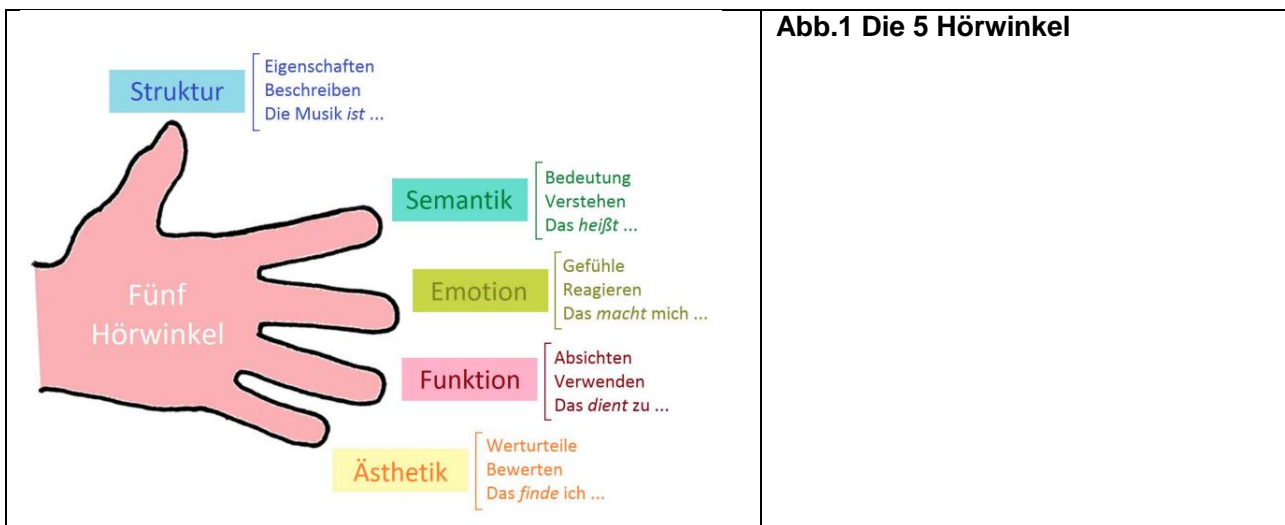 Abb.1 Die 5 Hörwinkel
Struktur
Eigenschaften
Beschreiben
Die Musik ist ...
Semantik
Bedeutung
Verstehen
Das heißt ...
Emotion
Gefühle
Reagieren
Das macht mich ...
Fünf
Hörwinkel
Funktion
Absichten
Verwenden
Das dient zu ...
Ästhetik
Werturteile
Bewerten
Das finde ich ...